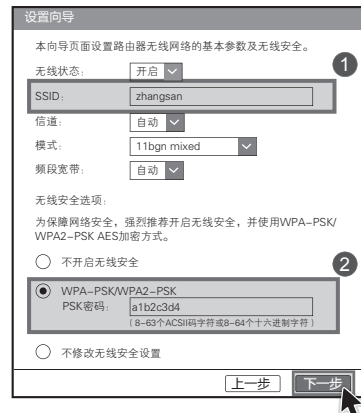 设置向导
本向导页面设置路由器无线网络的基本参数及无线安全。
无线状态： 开启
1
SSID： zhangsan
信道： 自动
模式： 11bgn mixed
频段宽带： 自动
无线安全选项：
为保障网络安全，强烈推荐开启无线安全，并使用WPA-PSK/
WPA2-PSK AES加密方式。
不开启无线安全
2
WPA-PSK/WPA2-PSK
PSK密码： a1b2c3d4
（8-63个ACSII码字符或8-64个十六进制字符）
不修改无线安全设置
上一步 下一步